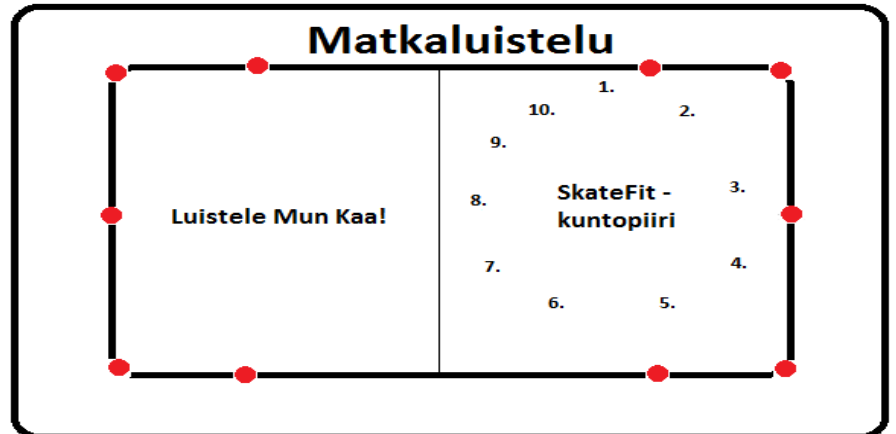 Matkaluistelu
Luistele Mun Kaa!
SkateFit -
kuntopiiri
1.
2.
3.
4.
5.
6.
7.
8.
9.
10.